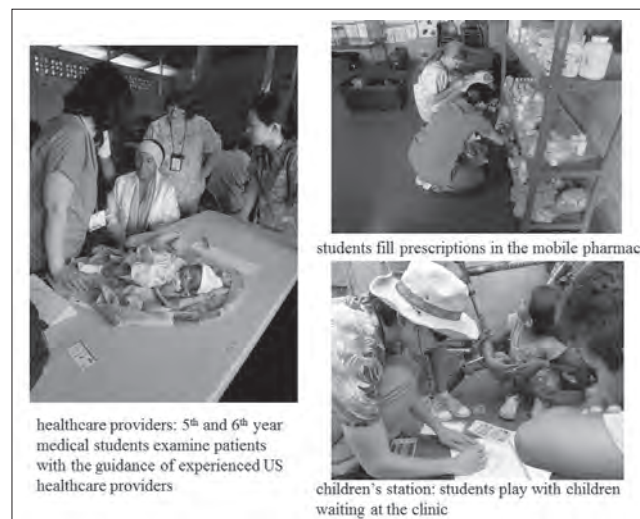 students fill prescriptions in the mobile pharmac
healthcare providers: 5th and 6th year
medical students examine patients
with the guidance of experienced US
healthcare providers
children's station: students play with children
waiting at the clinic